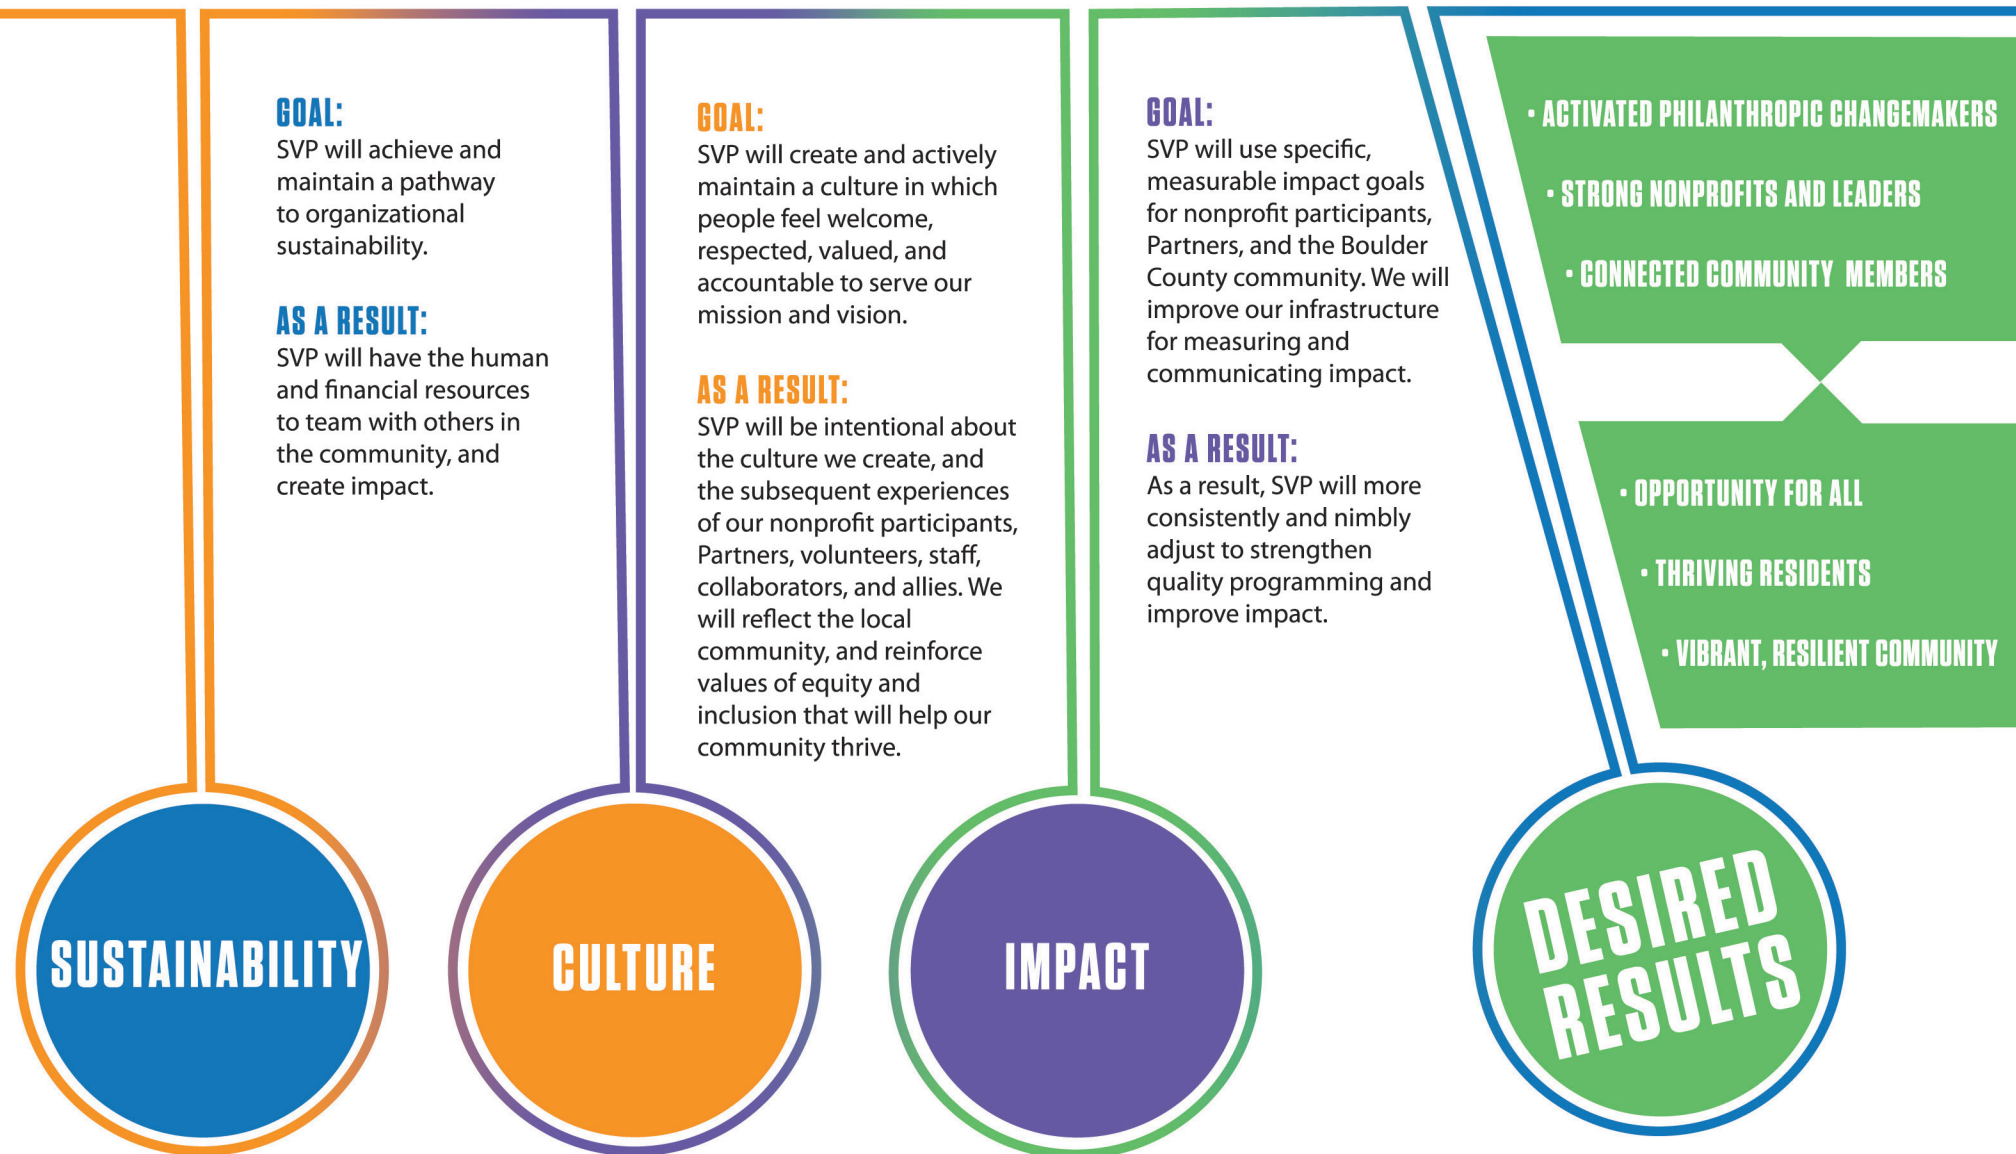 GOAL:
SVP will achieve and
maintain a pathway
to organizational
sustainability.
AS A RESULT:
SVP will have the human
and financial resources
to team with others in
the community, and
create impact.
SUSTAINABILITY
GOAL:
SVP will create and actively
maintain a culture in which
people feel welcome,
respected, valued, and
accountable to serve our
mission and vision.
AS A RESULT:
SVP will be intentional about
the culture we create, and
the subsequent experiences
of our nonprofit participants,
Partners, volunteers, staff,
collaborators, and allies. We
will reflect the local
community, and reinforce
values of equity and
inclusion that will help our
community thrive.
CULTURE
GOAL:
SVP will use specific,
measurable impact goals
for nonprofit participants,
Partners, and the Boulder
County community. We will
improve our infrastructure
for measuring and
communicating impact.
AS A RESULT:
As a result, SVP will more
consistently and nimbly
adjust to strengthen
quality programming and
improve impact.
IMPACT
• ACTIVATED PHILANTHROPIC CHANGEMAKERS
• STRONG NONPROFITS AND LEADERS
• CONNECTED COMMUNITY MEMBERS
• OPPORTUNITY FOR ALL
• THRIVING RESIDENTS
• VIBRANT, RESILIENT COMMUNITY
DESIRED
RESULTS